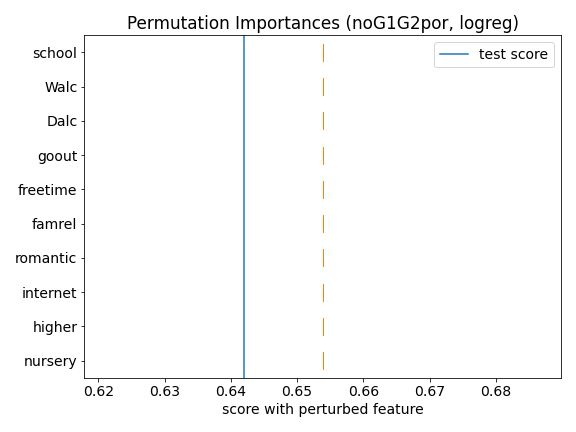 Permutation Importances (noG1G2por, logreg)
test score
school
Walc
Dalc
goout
freetime
famrel
romantic
internet
higher
nursery
0.62 0.63 0.64 0.65 0.66 0.67 0.68
score with perturbed feature